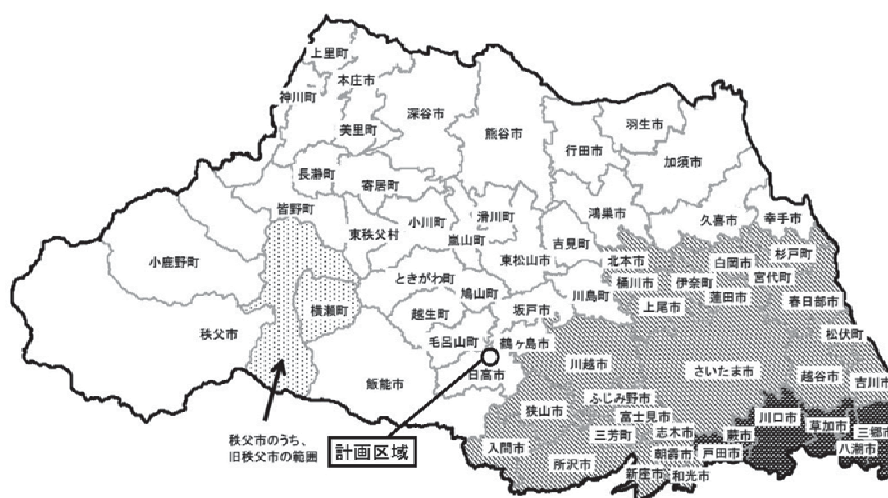 上里町
本庄市
神川町
美里町
深谷市
熊谷市
行田市
羽生市
加須市
長瀞町
寄居町
皆野町
東秩父村
小川町
滑川町
嵐山町
東松山市
吉見町
鴻巣市
久喜市
幸手市
小鹿野町
ときがわ町
鳩山町
北本市
桶川市
伊奈町
白岡市
杉戸町
宮代町
蓮田市
川島町
坂戸市
上尾市
春日部市
秩父市
横瀬町
越生町
毛呂山町
鶴ヶ島市
松伏町
飯能市
日高市
川越市
さいたま市
越谷市
吉川市
狭山市
ふじみ野市
富士見市
川口市
草加市
三郷市
入間市
三芳町
志木市
蕨市
八潮市
所沢市
朝霞市
戸田市
新座市
和光市
秩父市のうち、
旧秩父市の範囲
計画区域